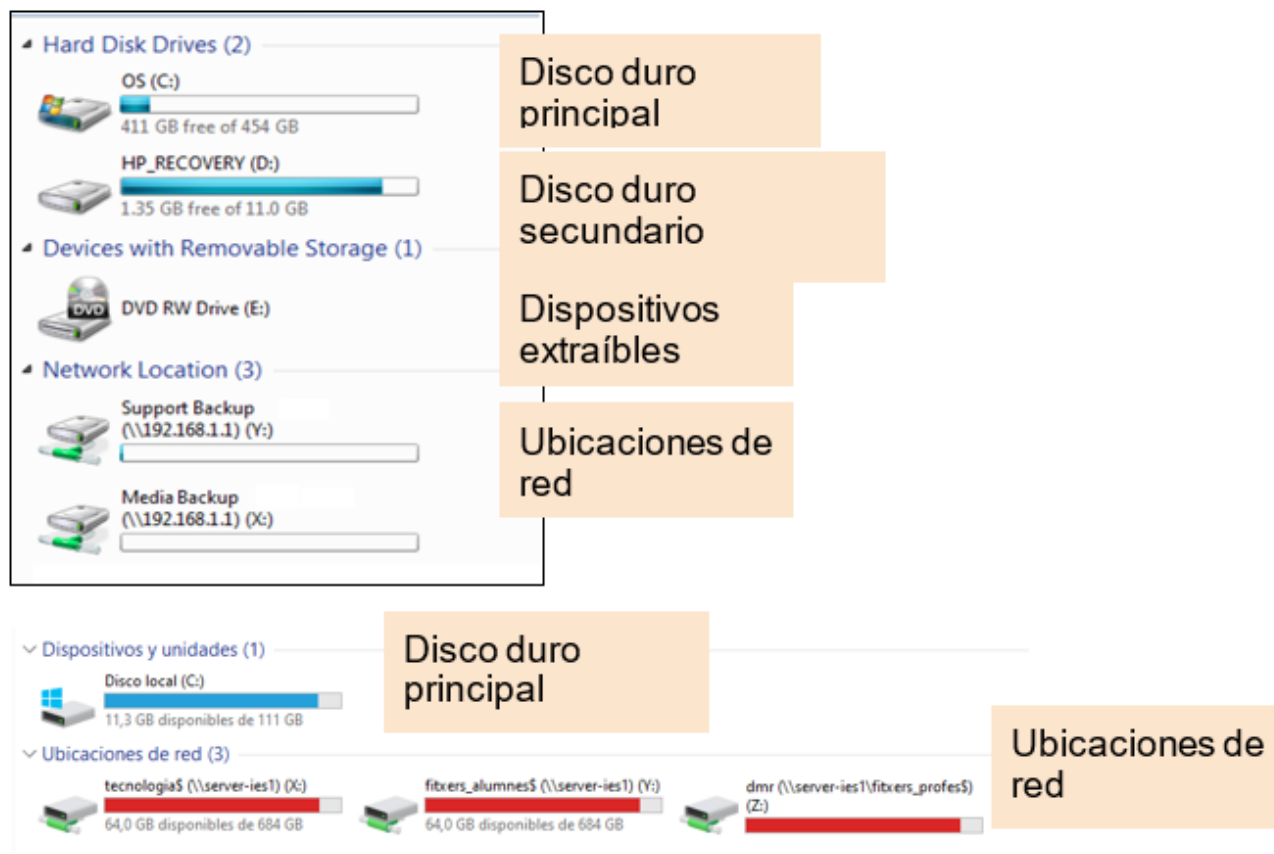 Hard Disk Drives (2)
OS (C:)
411 GB free of 454 GB
HP_RECOVERY (D:)
1.35 GB free of 11.0 GB
Devices with Removable Storage (1)
DVD
DVD RW Drive (E:)
Network Location (3)
Support Backup
(\\192.168.1.1) (Y:)
Media Backup
(\\192.168.1.1) (X:)
Disco duro
principal
Disco duro
secundario
Dispositivos
extraíbles
Ubicaciones de
red
Dispositivos y unidades (1)
Disco local (C:)
11,3 GB disponibles de 111 GB
Disco duro
principal
Ubicaciones de red (3)
tecnologia$ (\\server-ies1) (X:)
64,0 GB disponibles de 684 GB
fitxers_alumnes$ (\\server-ies1) (Y:)
64,0 GB disponibles de 684 GB
dmr (\\server-ies1\fitxers_profes$)
(Z:)
Ubicaciones de
red